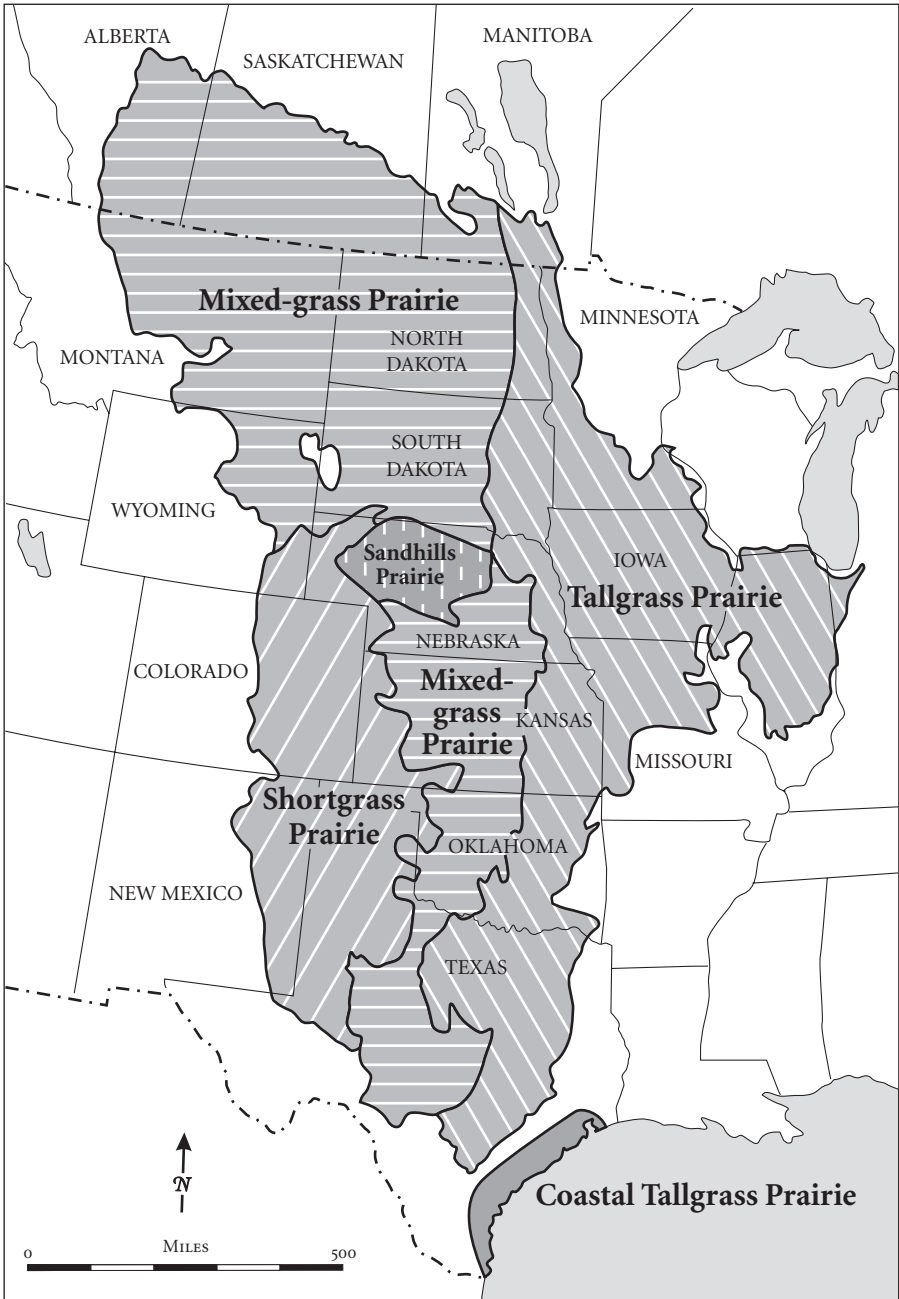 ALBERTA
SASKATCHEWAN
MANITOBA
Mixed-grass Prairie
MINNESOTA
MONTANA
NORTH
DAKOTA
SOUTH
DAKOTA
WYOMING
Sandhills
Prairie
IOWA
Tallgrass Prairie
NEBRASKA
COLORADO
Mixed-
grass
Prairie
KANSAS
MISSOURI
Shortgrass
Prairie
OKLAHOMA
NEW MEXICO
TEXAS
N
Coastal Tallgrass Prairie
MILES
0 500